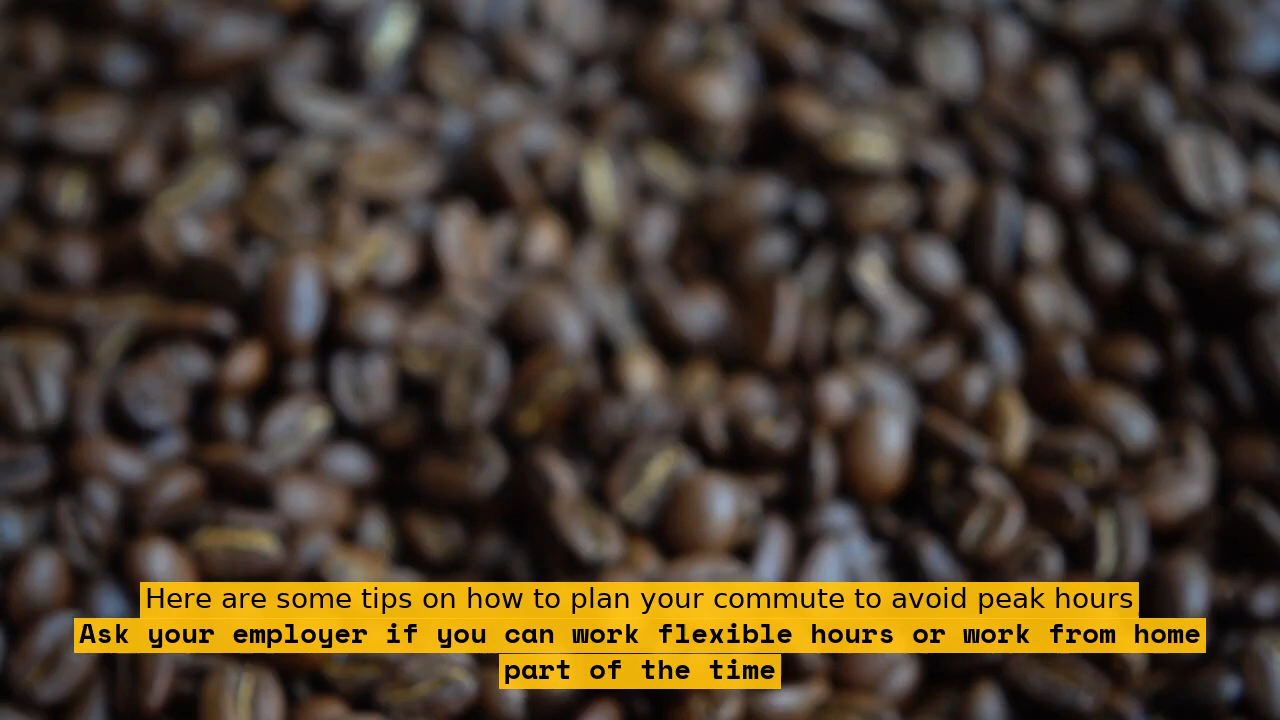 Here are some tips on how to plan your commute to avoid peak hours
Ask your employer if you can work flexible hours or work from home
part of the time